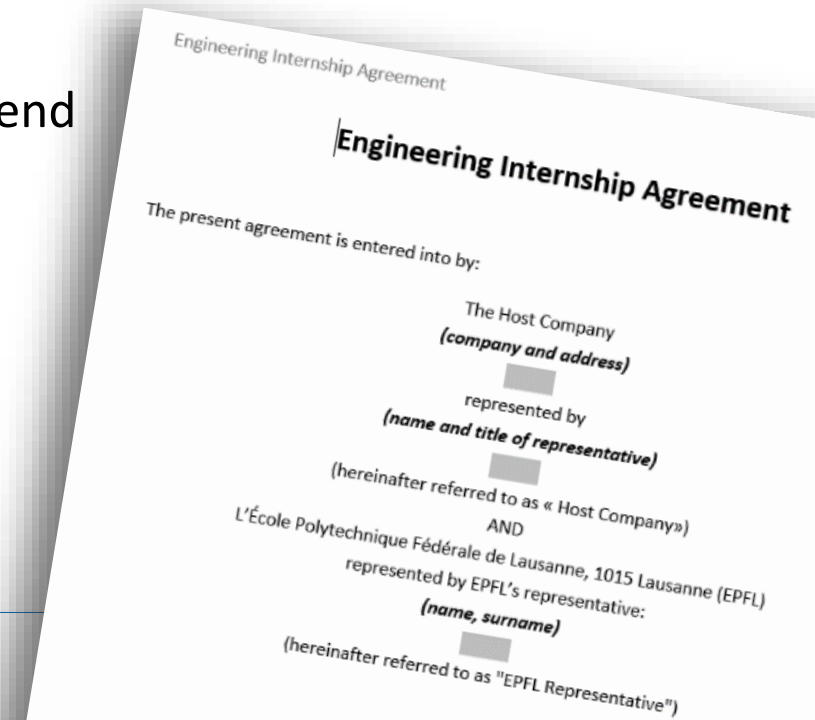 end
Engineering Internship Agreement
Engineering Internship Agreement
The present agreement is entered into by:
The Host Company
(company and address)
represented by
(name and title of representative)
(hereinafter referred to as « Host Company»)
AND
L'École Polytechnique Fédérale de Lausanne, 1015 Lausanne (EPFL)
represented by EPFL's representative:
(name, surname)
(hereinafter referred to as "EPFL Representative")